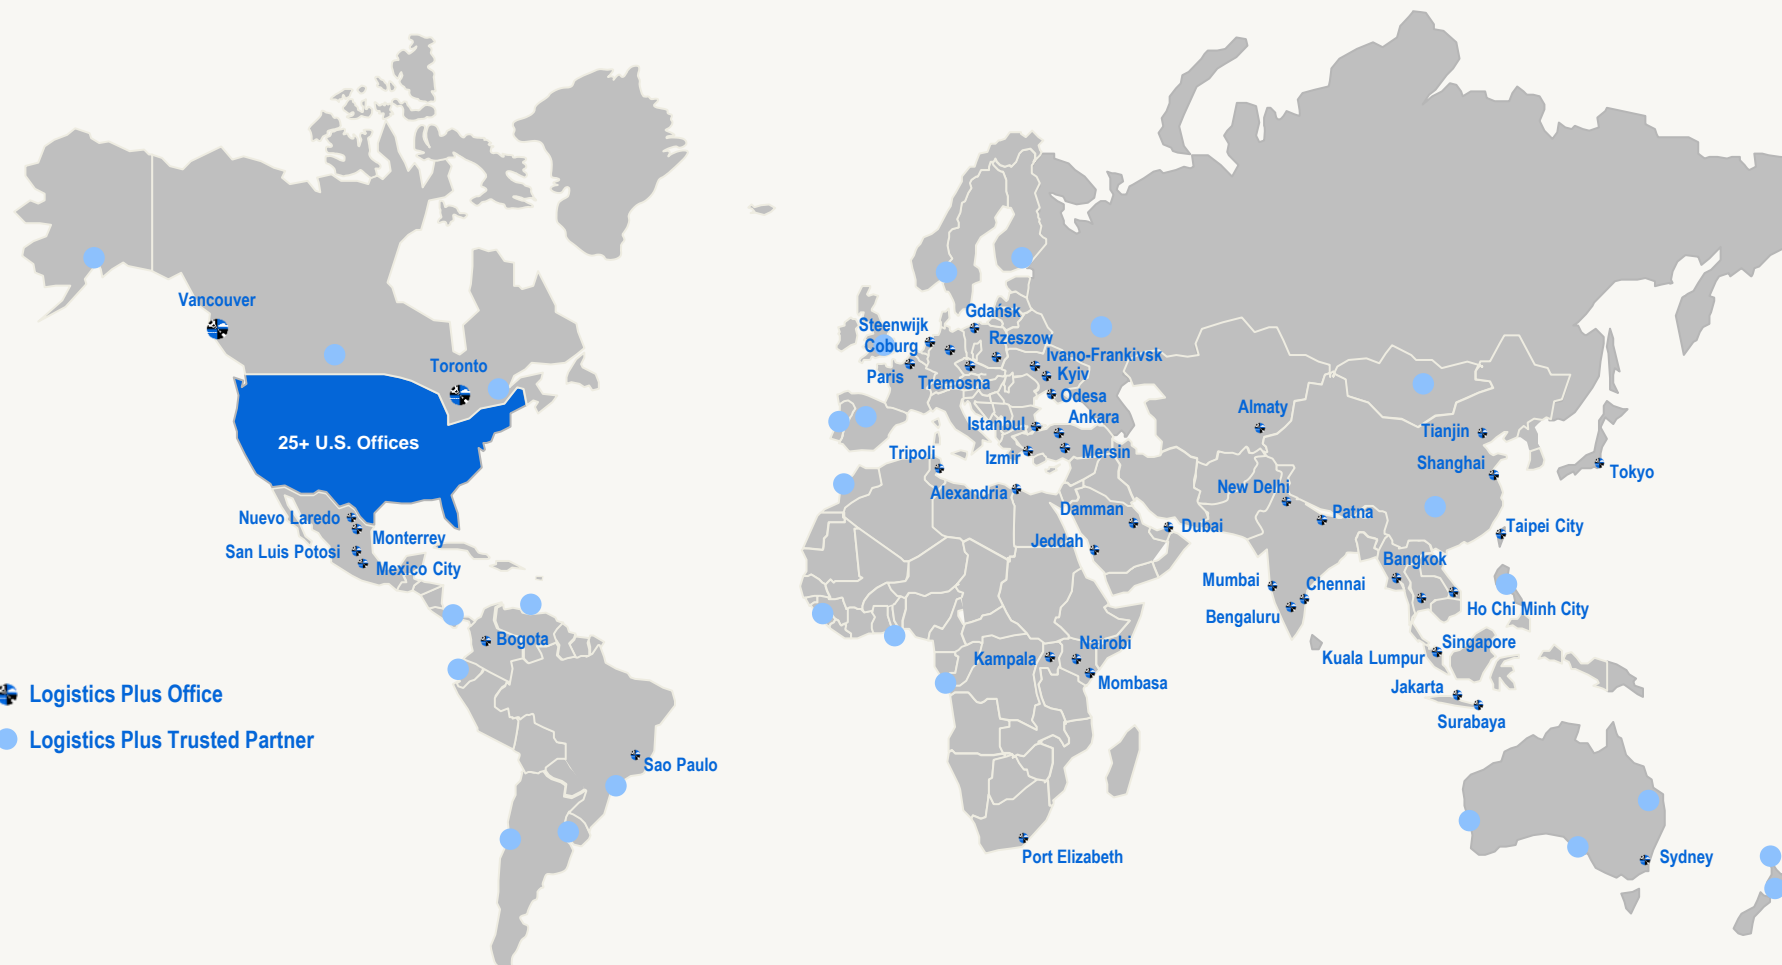 Vancouver
Toronto
25+ U.S. Offices
Nuevo Laredo
Monterrey
San Luis Potosi
Mexico City
Bogota
Sao Paulo
Logistics Plus Office
Logistics Plus Trusted Partner
Gdańsk
Steenwijk
Rzeszow
Coburg
Ivano-Frankivsk
Paris
Tremosna
Kyiv
Odesa
Istanbul
Ankara
Tripoli
Izmir
Mersin
Alexandria
Damman
Dubai
Jeddah
Kampala
Nairobi
Mombasa
Port Elizabeth
Almaty
Tianjin
Shanghai
Tokyo
New Delhi
Patna
Taipei City
Bangkok
Mumbai
Chennai
Bengaluru
Ho Chi Minh City
Singapore
Kuala Lumpur
Jakarta
Surabaya
Sydney